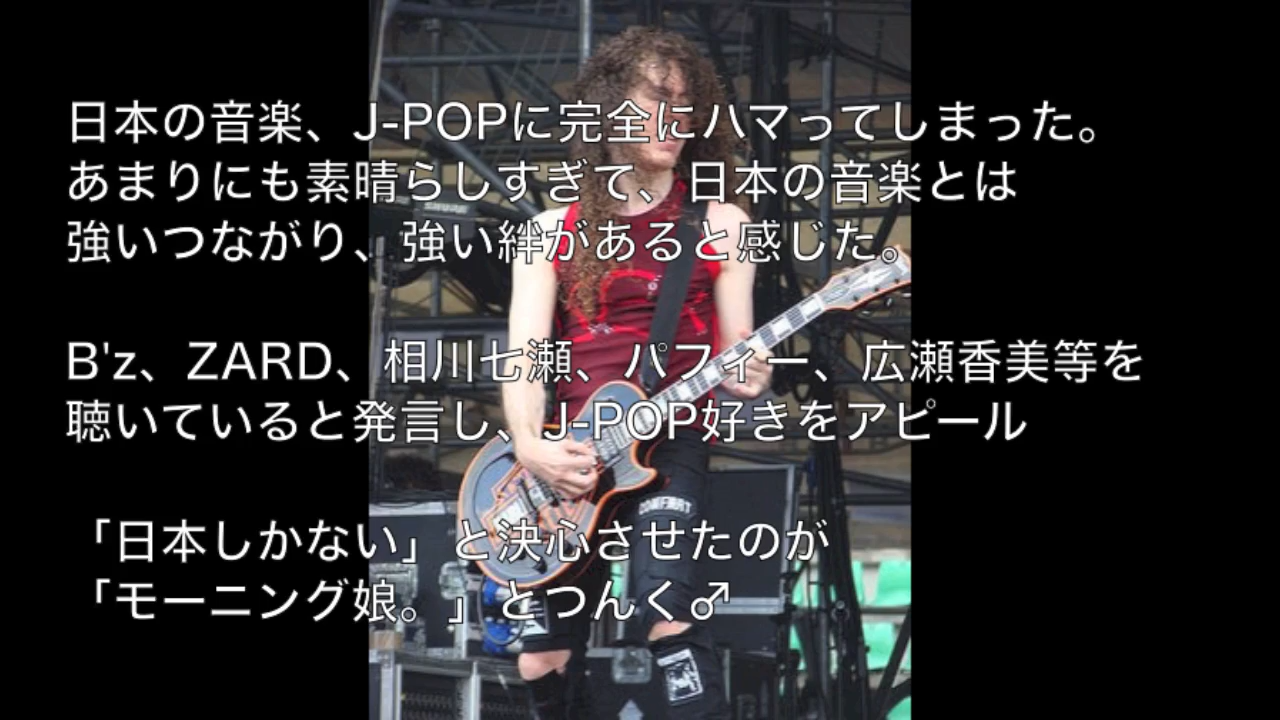 日本の音楽、J-POPに完全にハマってしまった。
あまりにも素晴らしすぎて、日本の音楽とは
強いつながり、強い絆があると感じた。
B'z、ZARD、相川七瀬、パフィー、広瀬香美等を
聴いていると発言し、J-POP好きをアピール
「日本しかない」と決心させたのが
「モーニング娘。」とつんく♂